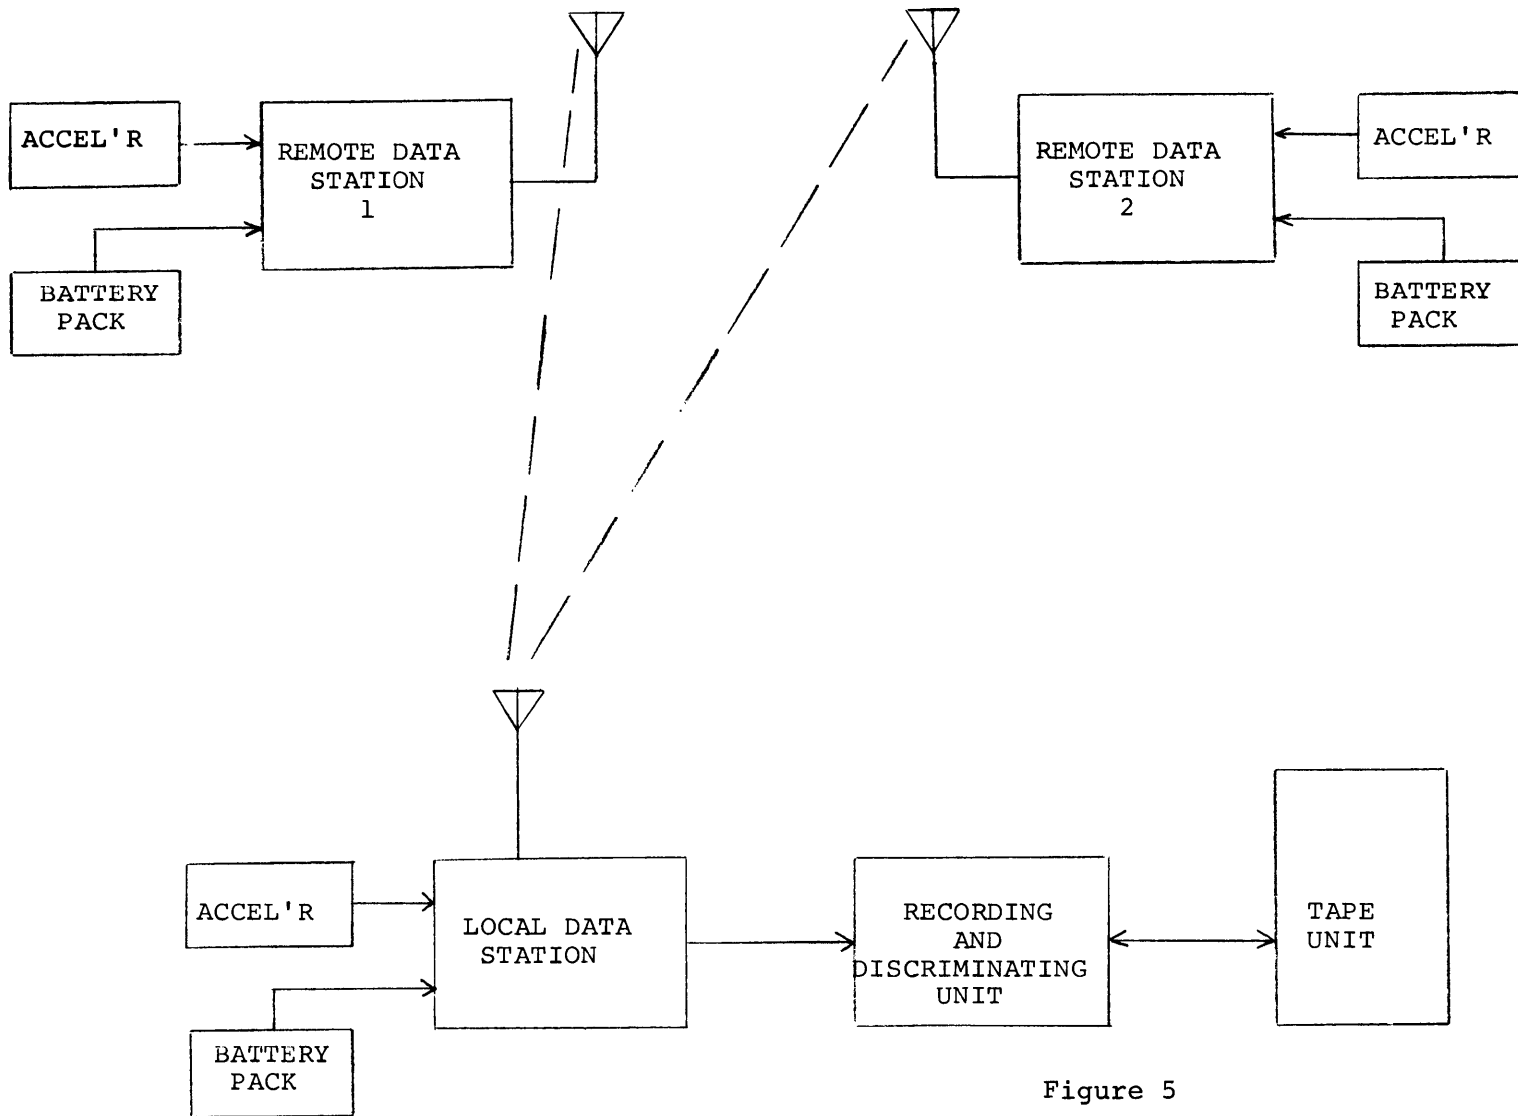 ACCEL'R
REMOTE DATA
STATION
1
BATTERY
PACK
REMOTE DATA
STATION
2
ACCEL'R
BATTERY
PACK
ACCEL'R
LOCAL DATA
STATION
BATTERY
PACK
RECORDING
AND
DISCRIMINATING
UNIT
TAPE
UNIT
Figure 5